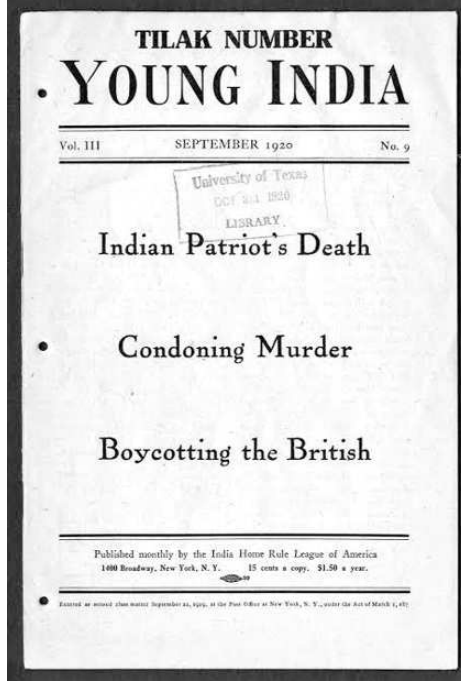 TILAK NUMBER
YOUNG INDIA
Vol. III SEPTEMBER 1920 No. 9
University of Texas
OCT 1920
LIBRARY
Indian Patriot's Death
Condoning Murder
Boycotting the British
Published monthly by the India Home Rule League of America
1400 Broadway, New York, N. Y. 15 cents a copy. $1.50 a year.
Entered as second class matter September 22, 1919, at the Post Office at New York, N. Y., under the Act of March